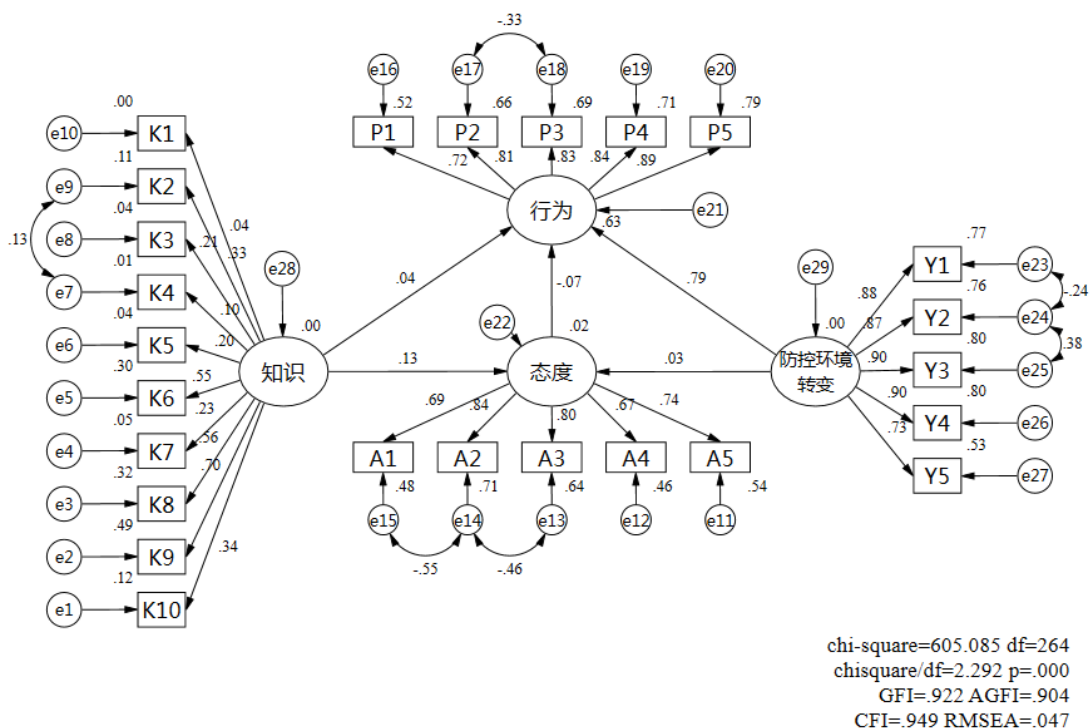 -.33
e16 e17 e18 e19 e20
.52 .66 .69 .71 .79
P1 P2 P3 P4 P5
.72 .81 .83 .84 .89
行为
.63
e21
.00
e10 K1
.11
e9 K2
.04
e8 K3
.01
e7 K4
.04
e6 K5
.30
e5 K6
.05
e4 K7
.32
e3 K8
.49
e2 K9
.12
e1 K10
.13
.04
.33
.21
.10
.20
.55
.23
.56
.70
.34
e28
.00
知识
.04
-.07
.79
.13
.03
e22
.02
态度
.69 .84 .80 .67 .74
A1 A2 A3 A4 A5
.48 .71 .64 .46 .54
e15 e14 e13 e12 e11
-.55 -.46
e29
.00
防控环境
转变
.88
.87
.90
.90
.73
.77
Y1 e23
.76
Y2 e24
.80
Y3 e25
.80
Y4 e26
.53
Y5 e27
-.24
.38
chi-square=605.085 df=264
chisquare/df=2.292 p=.000
GFI=.922 AGFI=.904
CFI=.949 RMSEA=.047